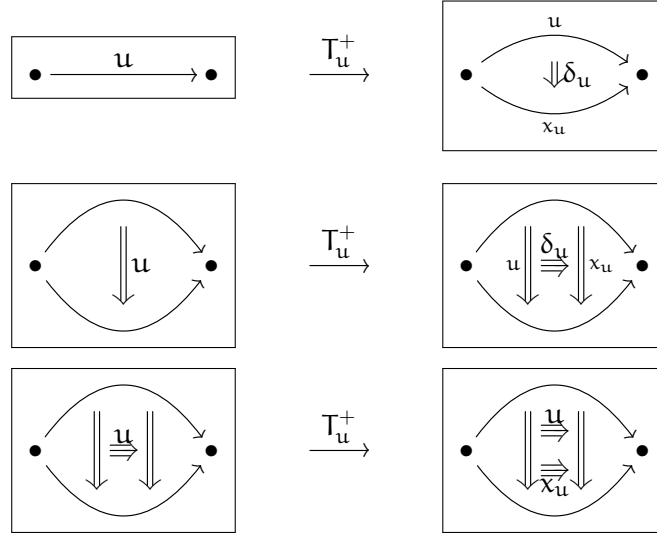 u T_u^+ u
δ_u
x_u
u T_u^+ u δ_u x_u
u T_u^+ u
x_u